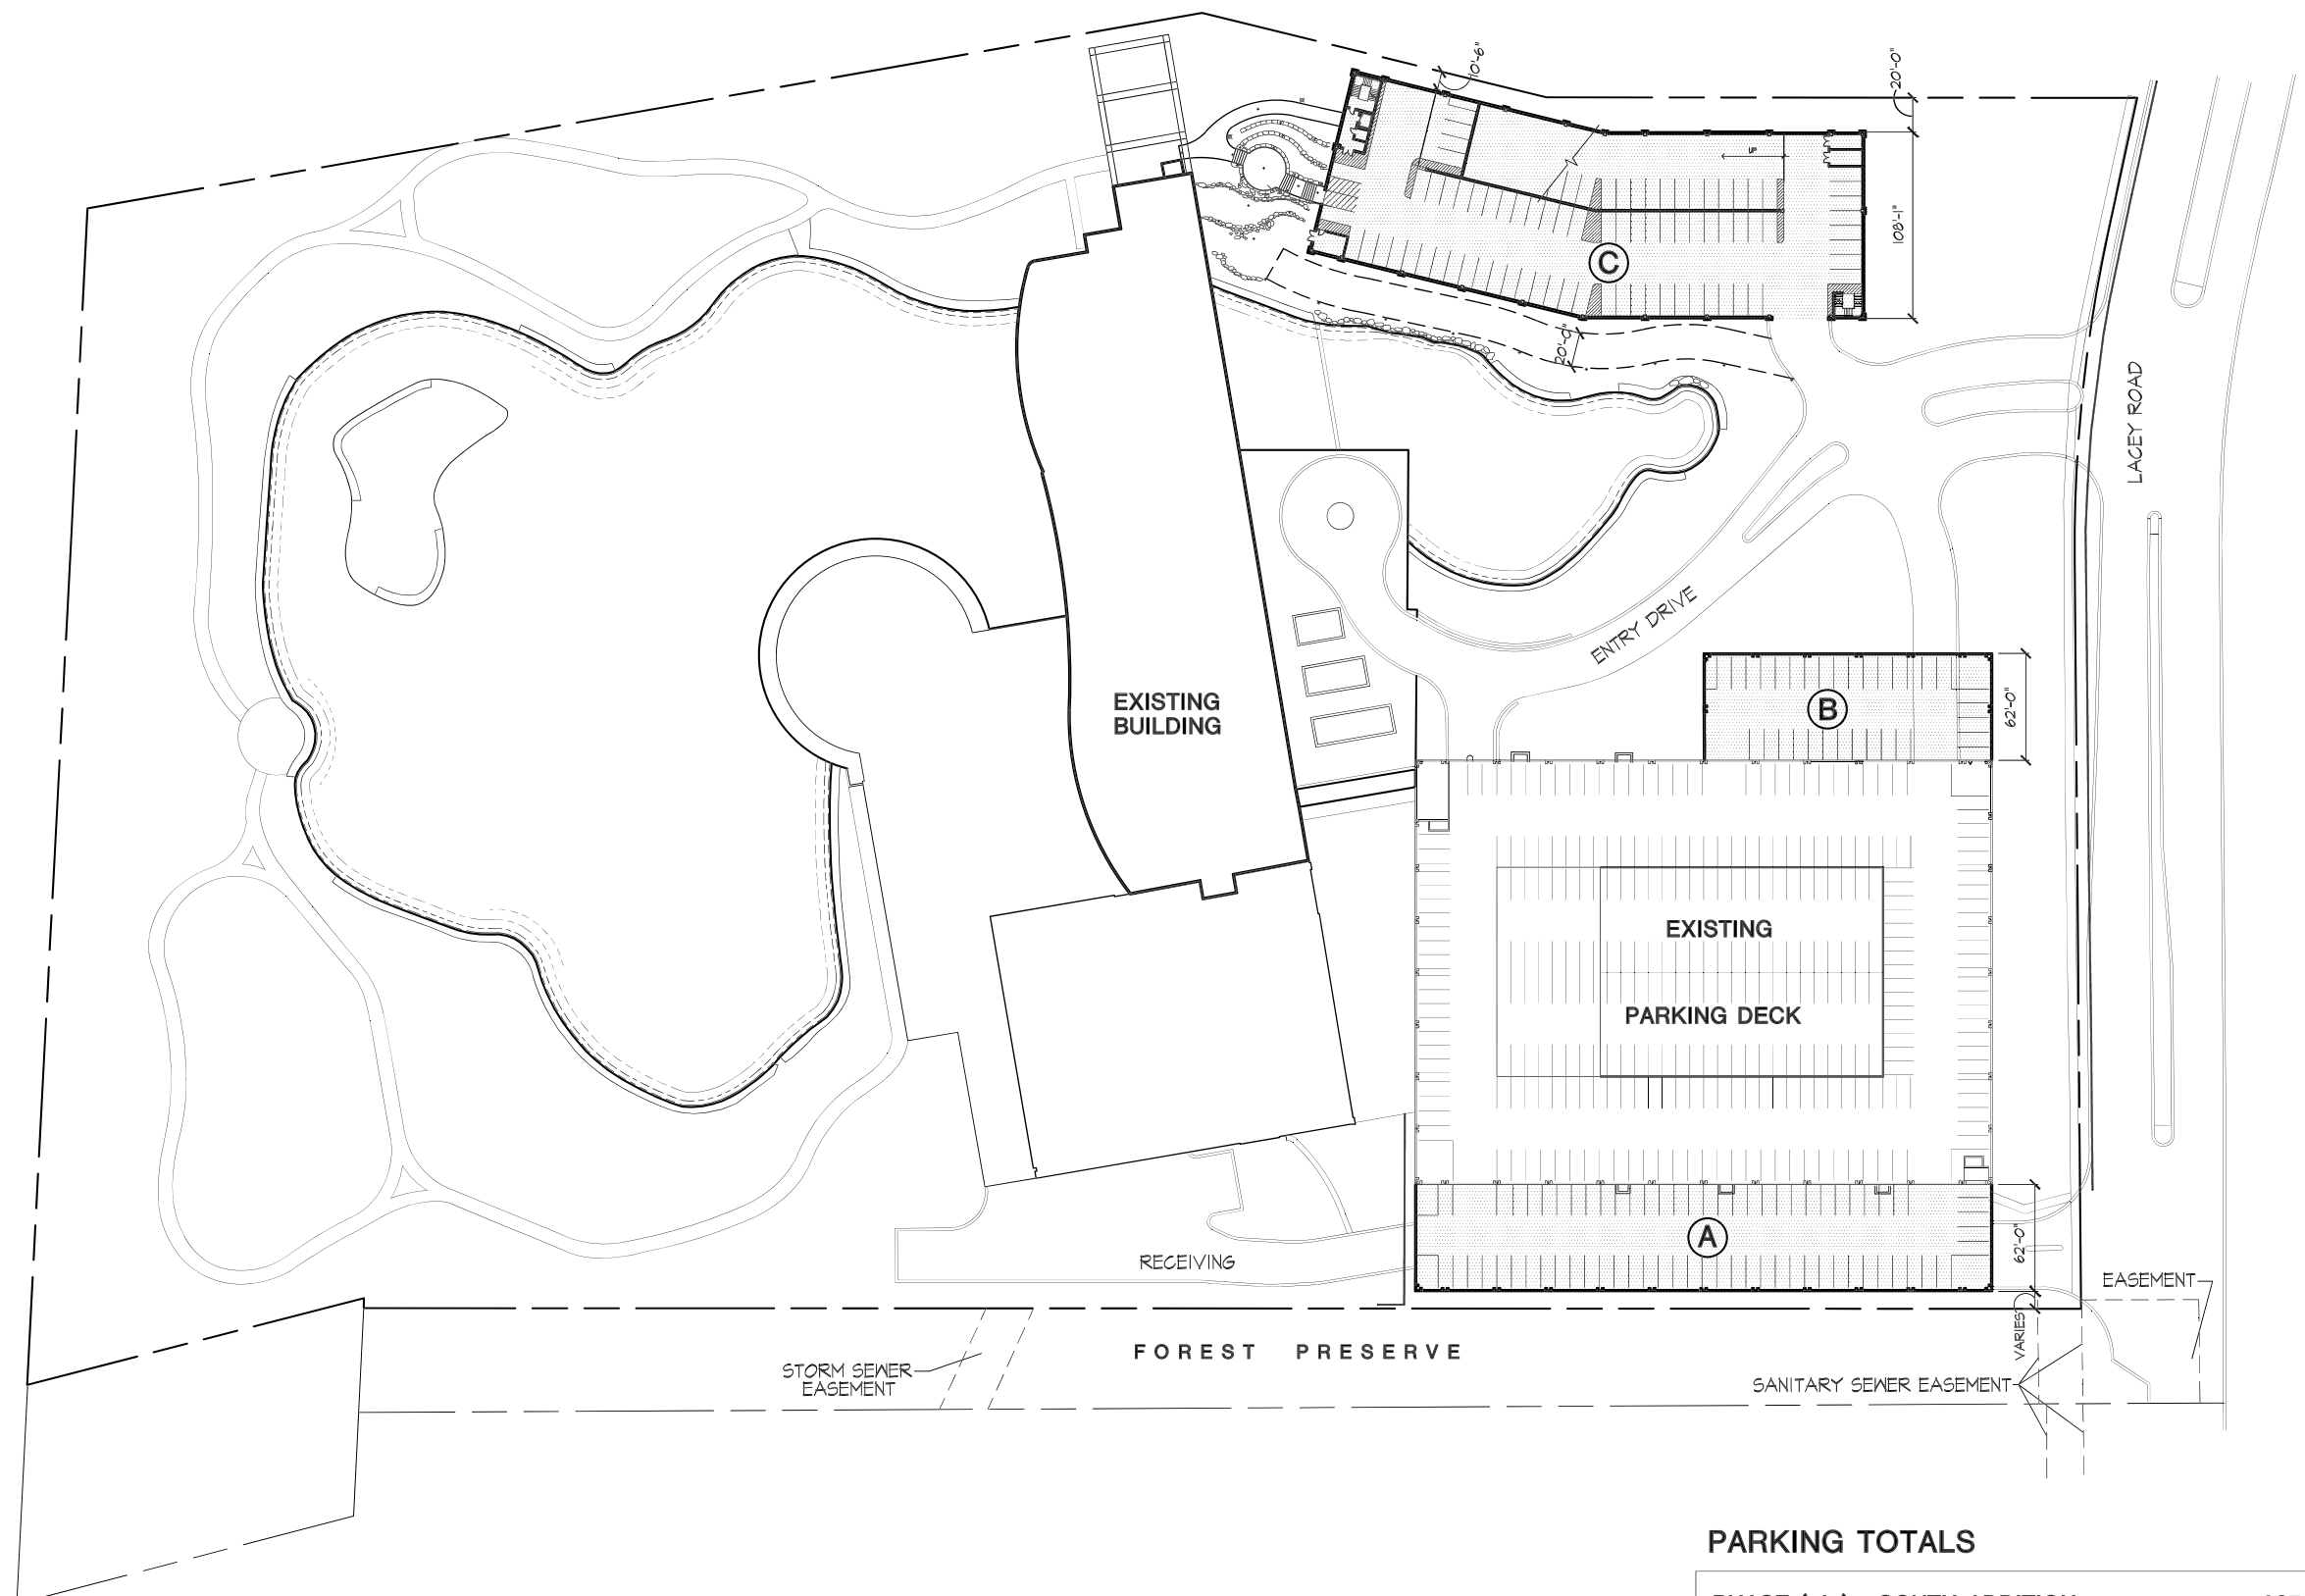 10'-6"
20'-0"
UP
108'-1"
C
20'-0"
LACEY ROAD
ENTRY DRIVE
EXISTING
BUILDING
B
62'-0"
EXISTING
PARKING DECK
A
62'-0"
RECEIVING
EASEMENT
VARIES
FOREST PRESERVE
STORM SEWER
EASEMENT
SANITARY SEWER EASEMENT
PARKING TOTALS